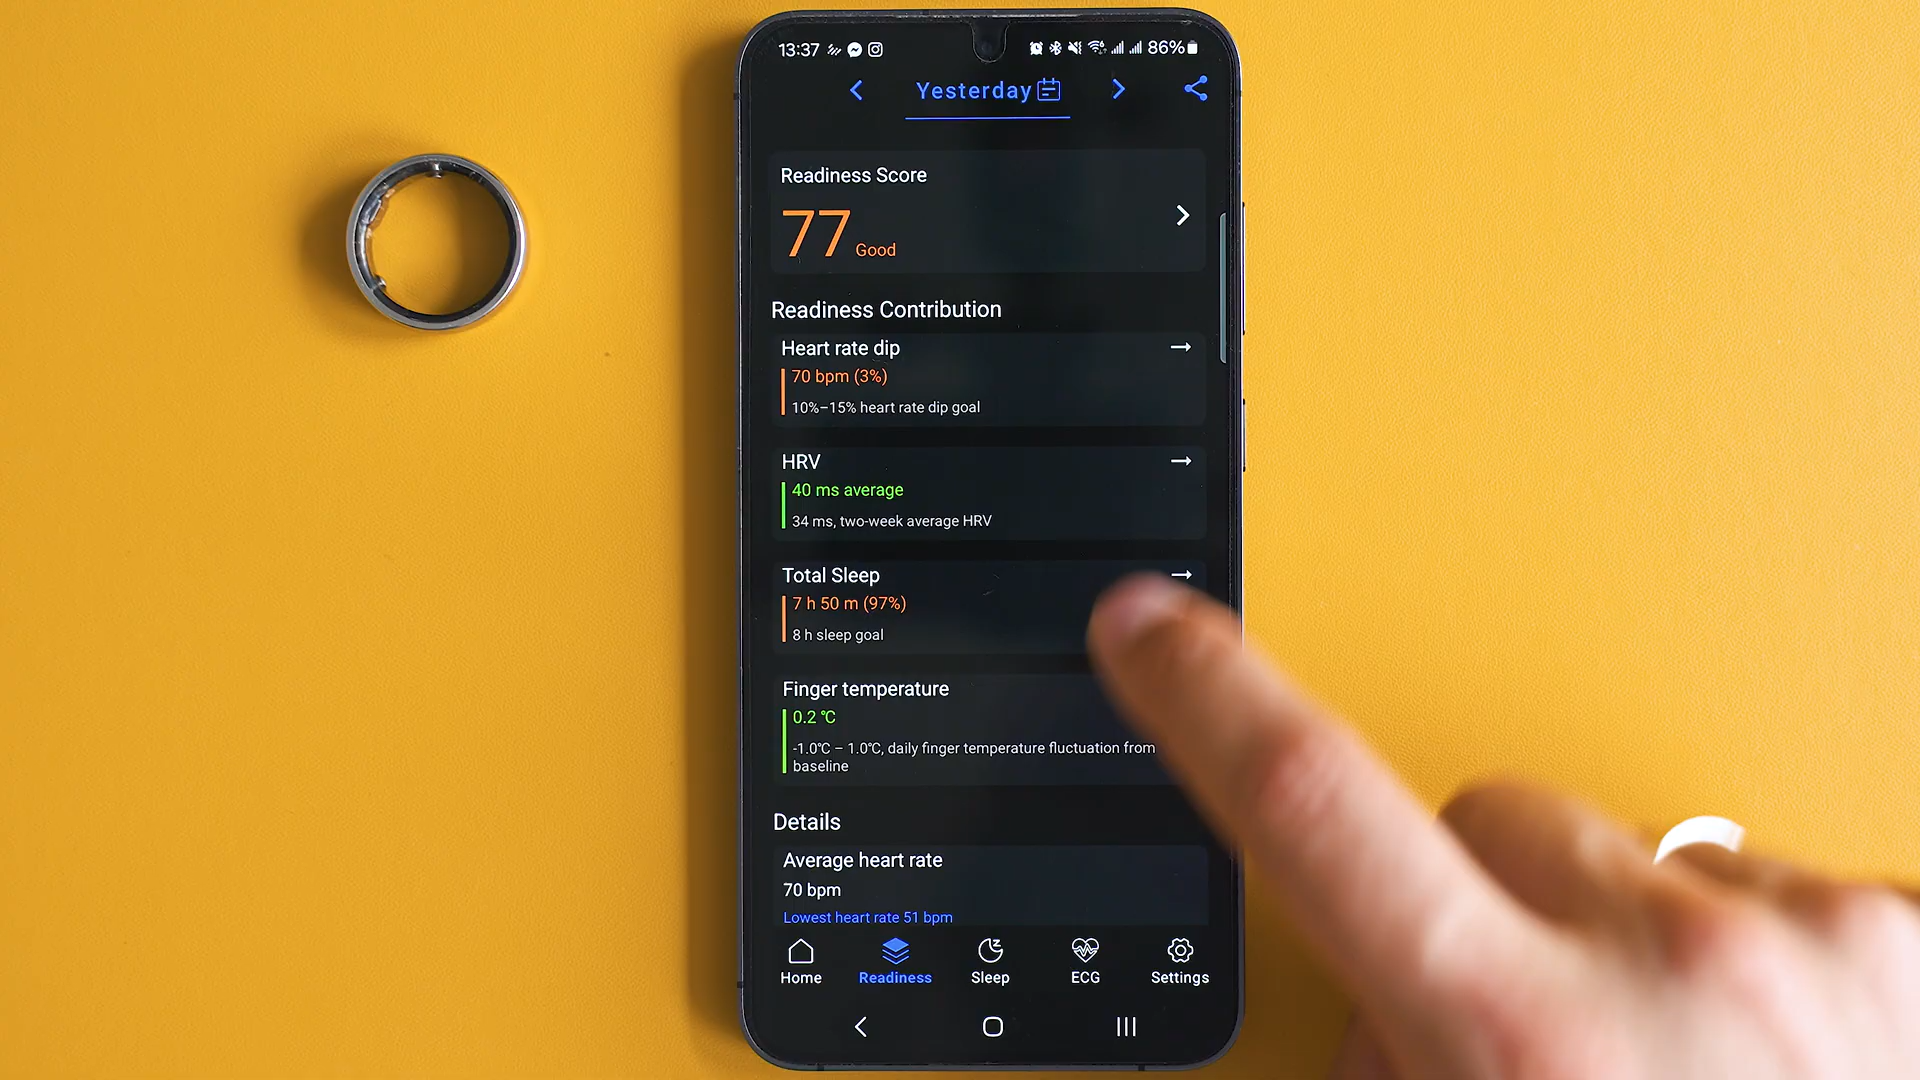 13:37 86%
Yesterday
Readiness Score
77 Good
Readiness Contribution
Heart rate dip
70 bpm (3%)
10%–15% heart rate dip goal
HRV
40 ms average
34 ms, two-week average HRV
Total Sleep
7 h 50 m (97%)
8 h sleep goal
Finger temperature
0.2 ℃
-1.0℃ – 1.0℃, daily finger temperature fluctuation from
baseline
Details
Average heart rate
70 bpm
Lowest heart rate 51 bpm
Home Readiness Sleep ECG Settings